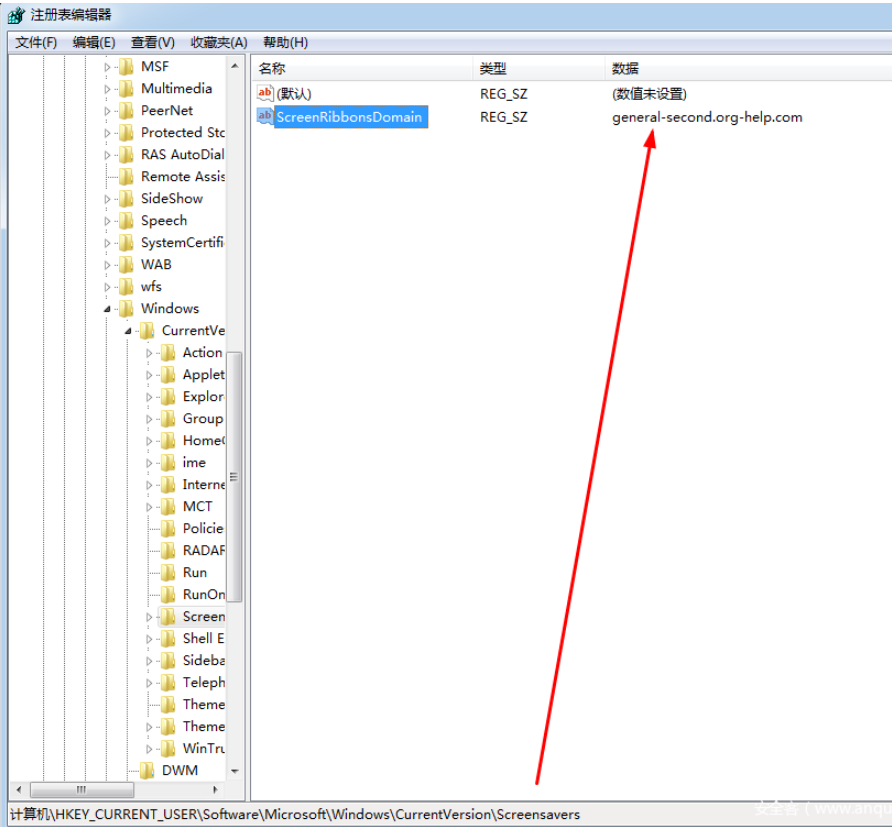 注册表编辑器
文件(F) 编辑(E) 查看(V) 收藏夹(A) 帮助(H)
MSF
Multimedia
PeerNet
Protected Stc
RAS AutoDial
Remote Assis
SideShow
Speech
SystemCertifi
WAB
wfs
Windows
CurrentVe
Action
Applet
Explor
Group
Home
ime
Interne
MCT
Policie
RADAR
Run
RunOn
Screen
Shell E
Sideba
Teleph
Theme
Theme
WinTru
DWM
名称 类型 数据
ab (默认) REG_SZ (数值未设置)
ab ScreenRibbonsDomain REG_SZ general-second.org-help.com
计算机\HKEY_CURRENT_USER\Software\Microsoft\Windows\CurrentVersion\Screensavers
安全客 (www.anqu